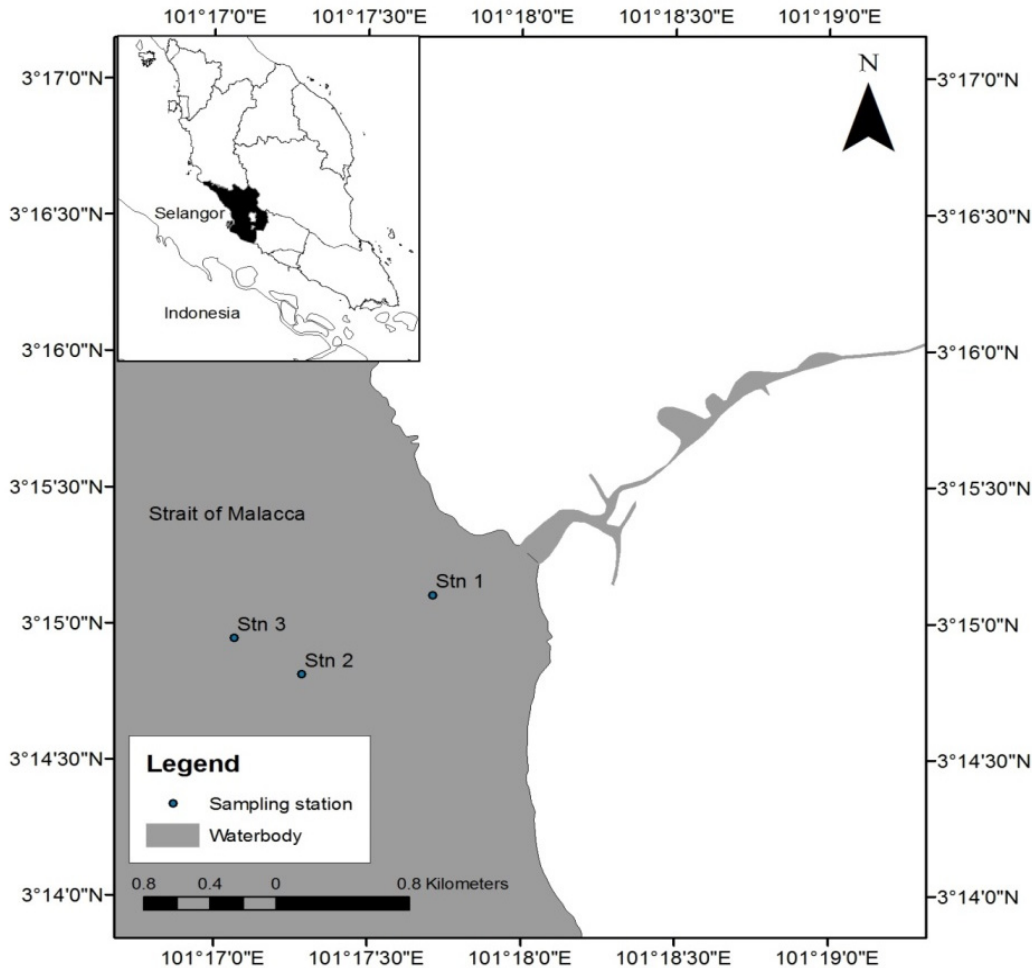 101°17'0"E 101°17'30"E 101°18'0"E 101°18'30"E 101°19'0"E
3°17'0"N
3°16'30"N
3°16'0"N
3°15'30"N
3°15'0"N
3°14'30"N
3°14'0"N
Selangor
Indonesia
N
Strait of Malacca
Stn 1
Stn 3
Stn 2
Legend
Sampling station
Waterbody
0.8 0.4 0 0.8 Kilometers
3°17'0"N
3°16'30"N
3°16'0"N
3°15'30"N
3°15'0"N
3°14'30"N
3°14'0"N
101°17'0"E 101°17'30"E 101°18'0"E 101°18'30"E 101°19'0"E